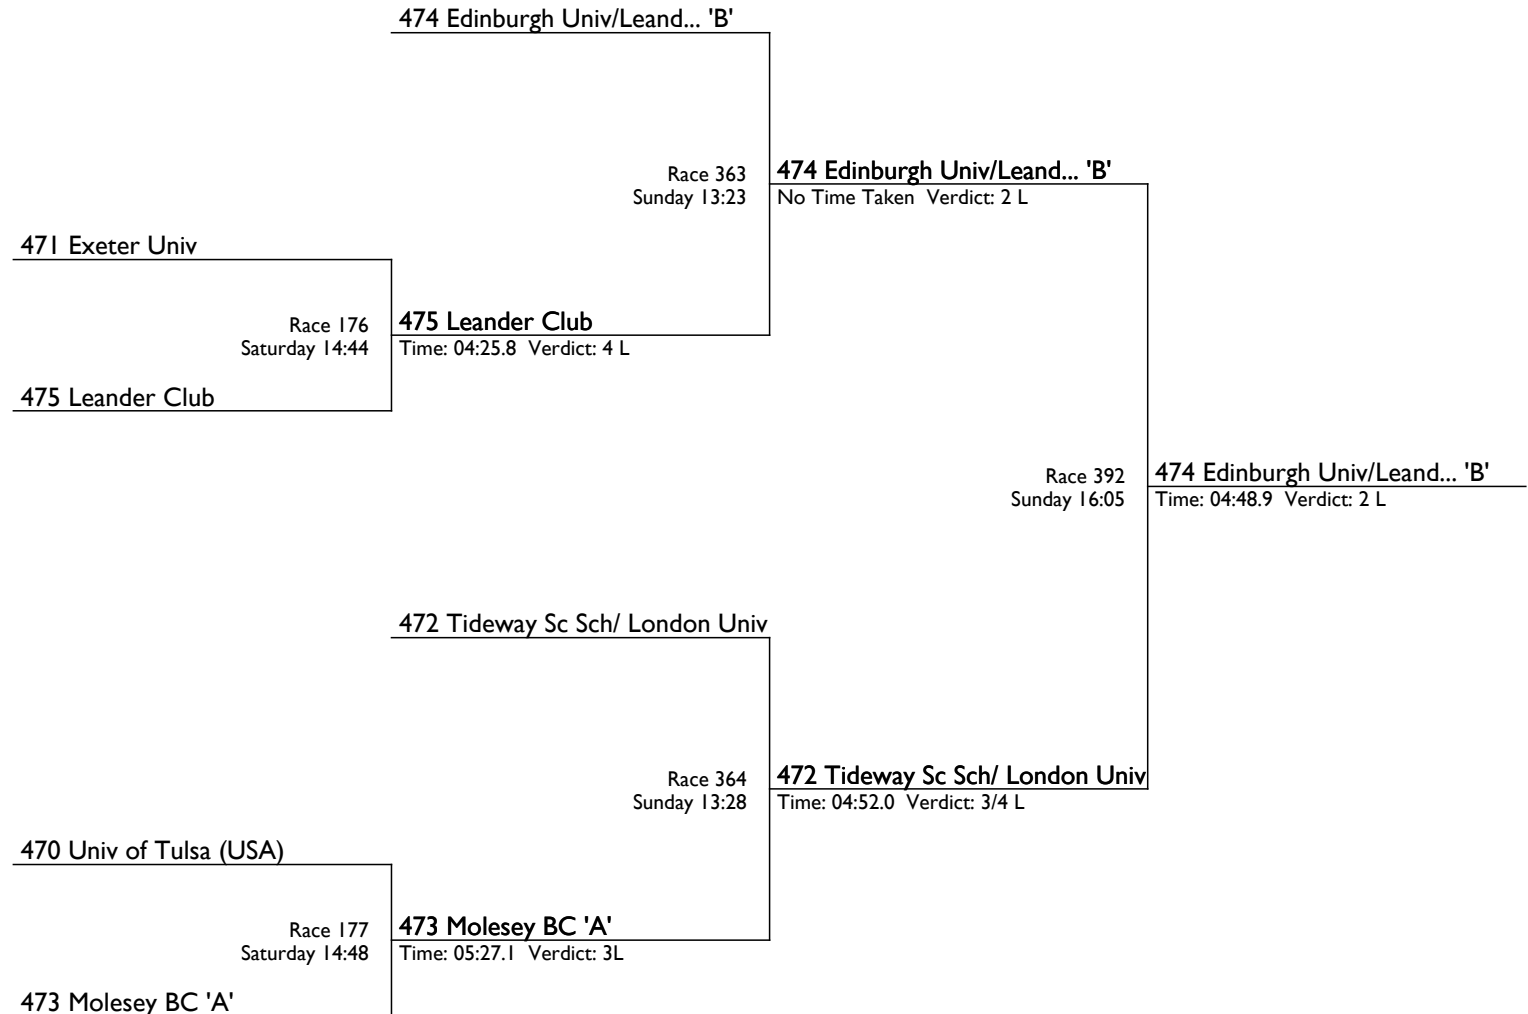 474 Edinburgh Univ/Leand... 'B'
Race 363
Sunday 13:23
474 Edinburgh Univ/Leand... 'B'
No Time Taken Verdict: 2 L
471 Exeter Univ
Race 176
Saturday 14:44
475 Leander Club
Time: 04:25.8 Verdict: 4 L
475 Leander Club
Race 392
Sunday 16:05
474 Edinburgh Univ/Leand... 'B'
Time: 04:48.9 Verdict: 2 L
472 Tideway Sc Sch/ London Univ
Race 364
Sunday 13:28
472 Tideway Sc Sch/ London Univ
Time: 04:52.0 Verdict: 3/4 L
470 Univ of Tulsa (USA)
Race 177
Saturday 14:48
473 Molesey BC 'A'
Time: 05:27.1 Verdict: 3L
473 Molesey BC 'A'